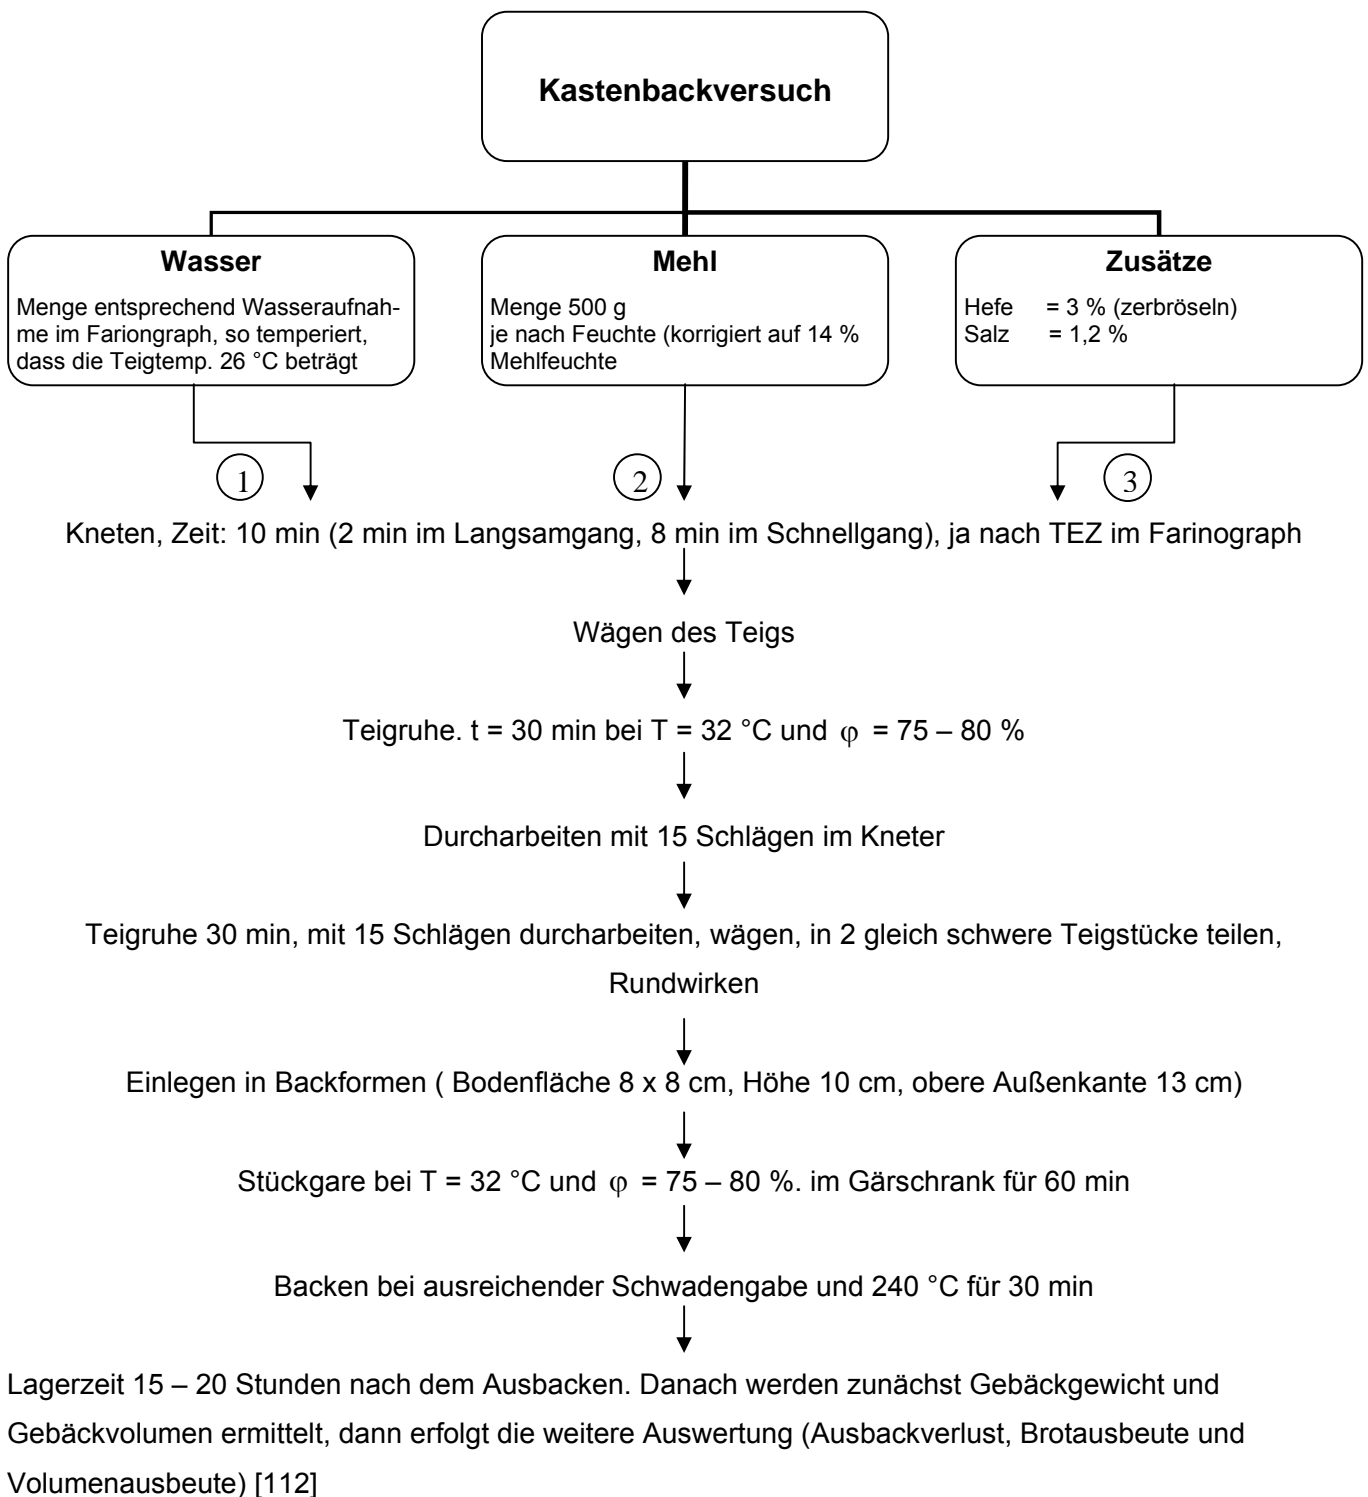 Kastenbackversuch
Wasser
Menge entsprechend Wasseraufnah-
me im Fariongraph, so temperiert,
dass die Teigtemp. 26 °C beträgt
Mehl
Menge 500 g
je nach Feuchte (korrigiert auf 14 %
Mehlfeuchte
Zusätze
Hefe = 3 % (zerbröseln)
Salz = 1,2 %
1
2
3
Kneten, Zeit: 10 min (2 min im Langsamgang, 8 min im Schnellgang), ja nach TEZ im Farinograph
Wägen des Teigs
Teigruhe. t = 30 min bei T = 32 °C und φ = 75 – 80 %
Durcharbeiten mit 15 Schlägen im Kneter
Teigruhe 30 min, mit 15 Schlägen durcharbeiten, wägen, in 2 gleich schwere Teigstücke teilen,
Rundwirken
Einlegen in Backformen ( Bodenfläche 8 x 8 cm, Höhe 10 cm, obere Außenkante 13 cm)
Stückgare bei T = 32 °C und φ = 75 – 80 %. im Gärschrank für 60 min
Backen bei ausreichender Schwadengabe und 240 °C für 30 min
Lagerzeit 15 – 20 Stunden nach dem Ausbacken. Danach werden zunächst Gebäckgewicht und
Gebäckvolumen ermittelt, dann erfolgt die weitere Auswertung (Ausbackverlust, Brotausbeute und
Volumenausbeute) [112]